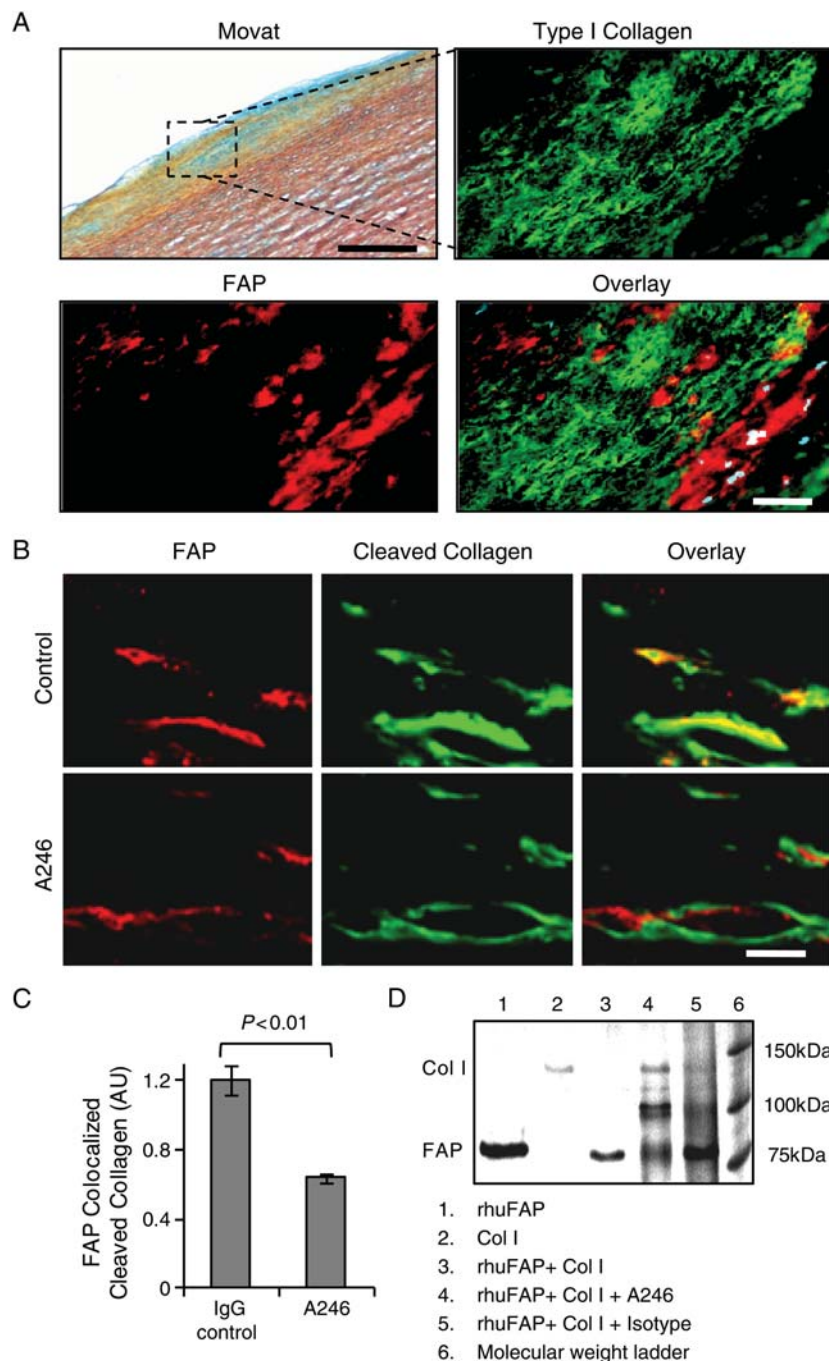 A
Movat
Type I Collagen
FAP
Overlay
B
FAP
Cleaved Collagen
Overlay
Control
A246
C
P<0.01
FAP Colocalized
Cleaved Collagen (AU)
1.2
0.8
0.4
0
IgG
control
A246
D
1 2 3 4 5 6
Col I
FAP
150kDa
100kDa
75kDa
1. rhuFAP
2. Col I
3. rhuFAP+ Col I
4. rhuFAP+ Col I + A246
5. rhuFAP+ Col I + Isotype
6. Molecular weight ladder